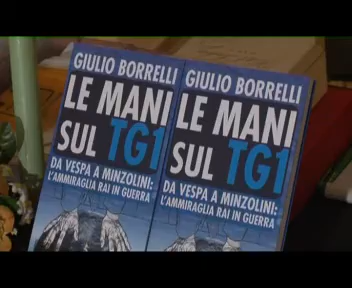 GIULIO BORRELLI
LE MANI
SUL TG1
DA VESPA A MINZOLINI:
L'AMMIRAGLIA RAI IN GUERRA
GIULIO BORRELLI
LE MANI
SUL TG1
DA VESPA A MINZOLINI:
L'AMMIRAGLIA RAI IN GUERRA